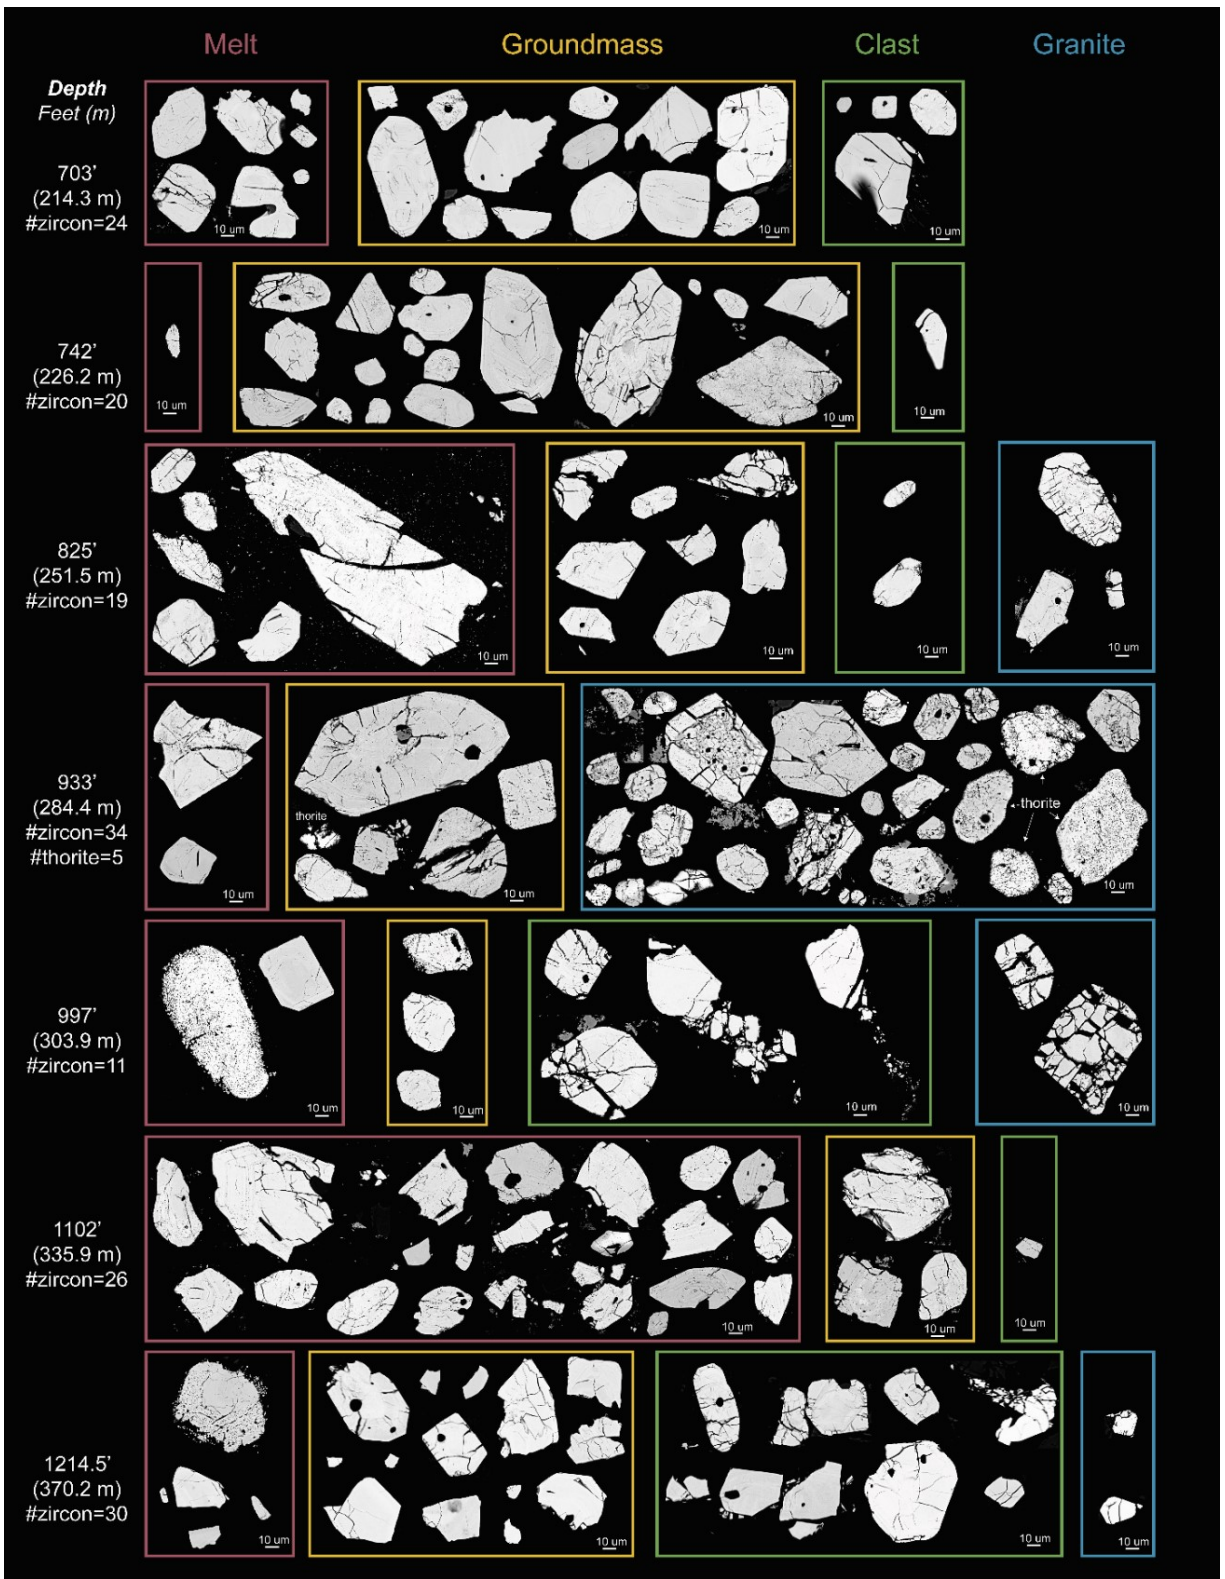 Melt Groundmass Clast Granite
Depth
Feet (m)
703'
(214.3 m)
#zircon=24
10 um 10 um 10 um
742'
(226.2 m)
#zircon=20
10 um 10 um 10 um
825'
(251.5 m)
#zircon=19
10 um 10 um 10 um 10 um
933'
(284.4 m)
#zircon=34
#thorite=5
thorite
thorite
10 um 10 um 10 um
997'
(303.9 m)
#zircon=11
10 um 10 um 10 um 10 um
1102'
(335.9 m)
#zircon=26
10 um 10 um 10 um
1214.5'
(370.2 m)
#zircon=30
10 um 10 um 10 um 10 um